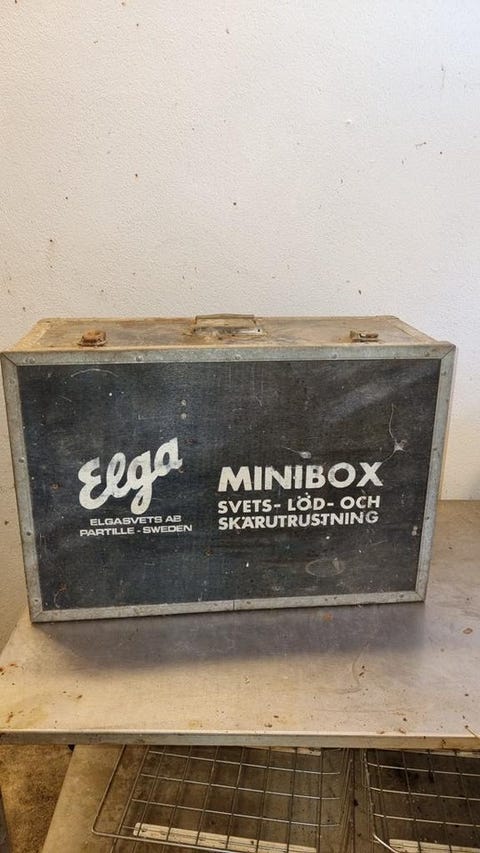 Elga
ELGASVETS AB
PARTILLE - SWEDEN
MINIBOX
SVETS- LÖD- OCH
SKÄRUTRUSTNING